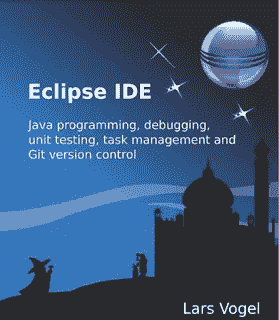 Eclipse IDE
Java programming, debugging,
unit testing, task management and
Git version control
Lars Vogel